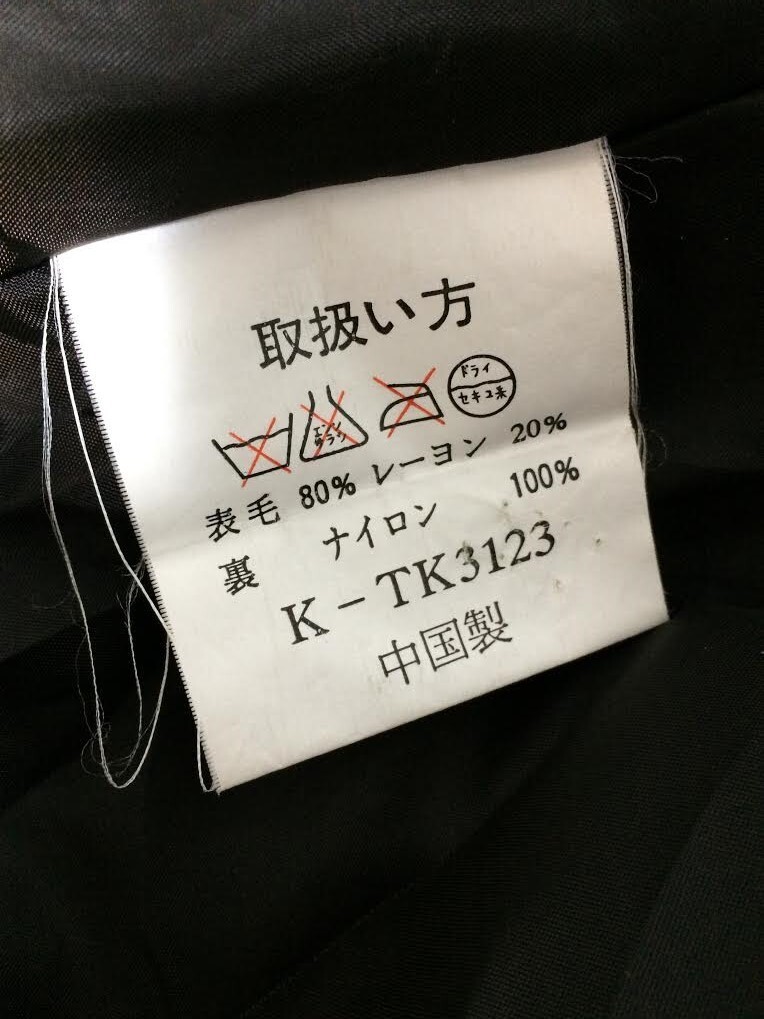 取扱い方
エンソ
サラシ
ドライ
セキユ系
表毛 80% レーヨン 20%
裏 ナイロン 100%
K-TK3123
中国製